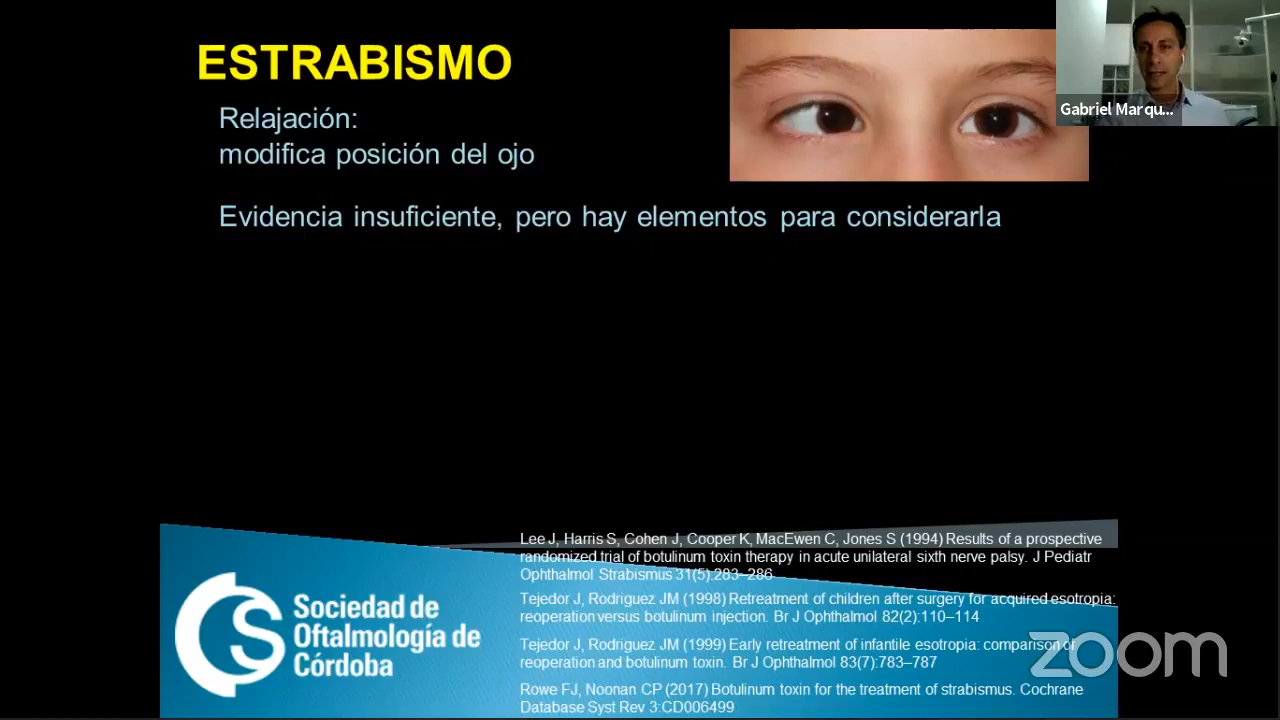 ESTRABISMO
Relajación:
modifica posición del ojo
Evidencia insuficiente, pero hay elementos para considerarla
Gabriel Marqu...
Lee J, Harris S, Cohen J, Cooper K, MacEwen C, Jones S (1994) Results of a prospective
randomized trial of botulinum toxin therapy in acute unilateral sixth nerve palsy. J Pediatr
Ophthalmol Strabismus 31(5):283–286
Tejedor J, Rodriguez JM (1998) Retreatment of children after surgery for acquired esotropia:
reoperation versus botulinum injection. Br J Ophthalmol 82(2):110–114
Tejedor J, Rodriguez JM (1999) Early retreatment of infantile esotropia: comparison of
reoperation and botulinum toxin. Br J Ophthalmol 83(7):783–787
Rowe FJ, Noonan CP (2017) Botulinum toxin for the treatment of strabismus. Cochrane
Database Syst Rev 3:CD006499
CS
Sociedad de
Oftalmología de
Córdoba
zoom